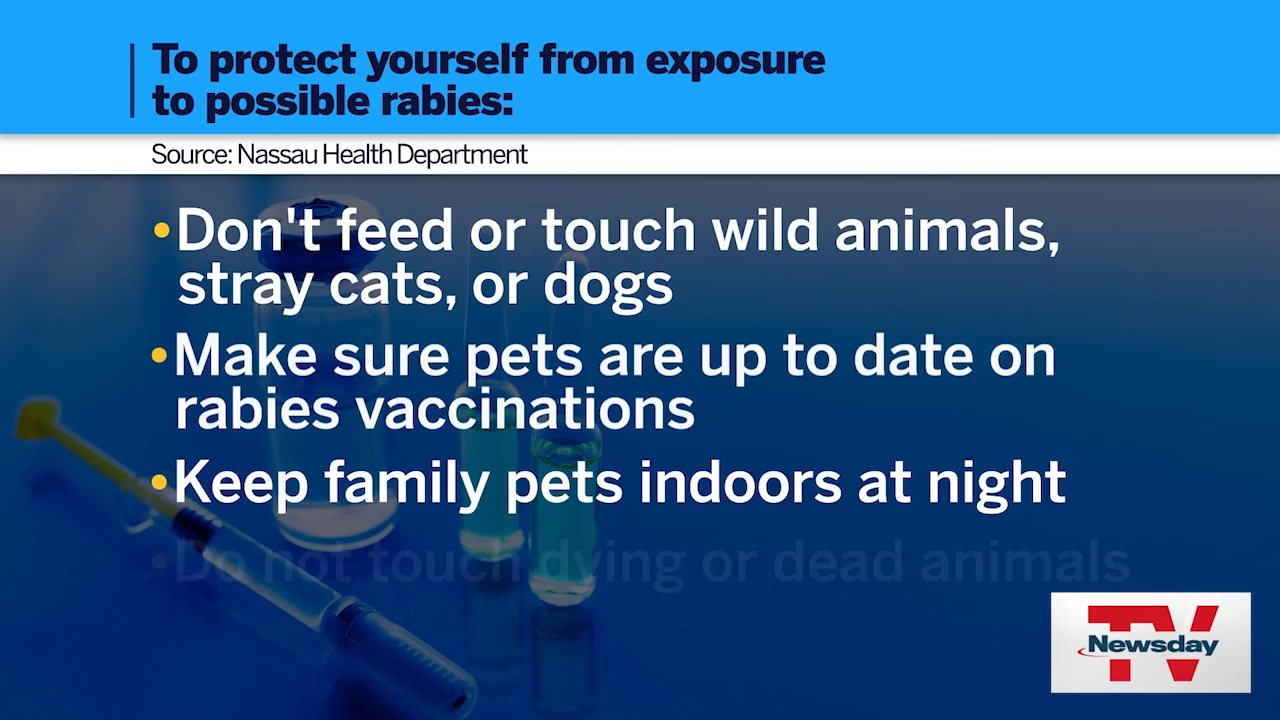 To protect yourself from exposure
to possible rabies:
Source: Nassau Health Department
•Don't feed or touch wild animals,
stray cats, or dogs
•Make sure pets are up to date on
rabies vaccinations
•Keep family pets indoors at night
•Do not touch dying or dead animals
TV
Newsday